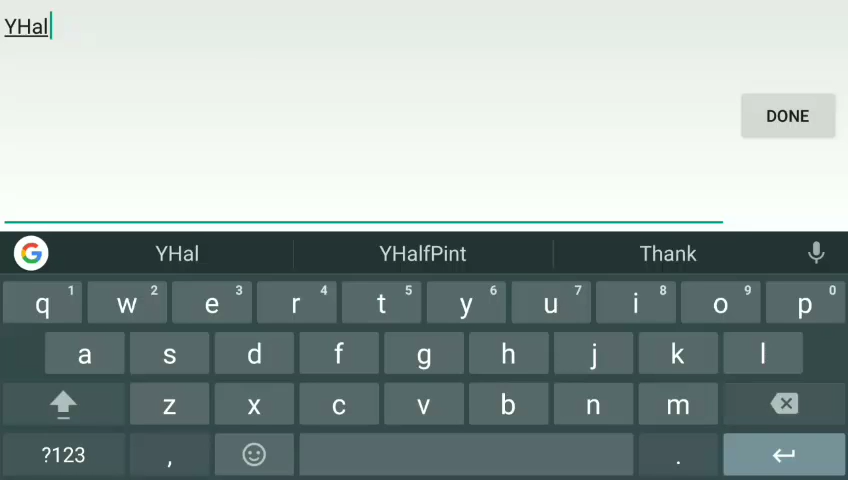 YHal
DONE
YHal YHalfPint Thank
q 1 w 2 e 3 r 4 t 5 y 6 u 7 i 8 o 9 p 0
a s d f g h j k l
z x c v b n m
?123 , .